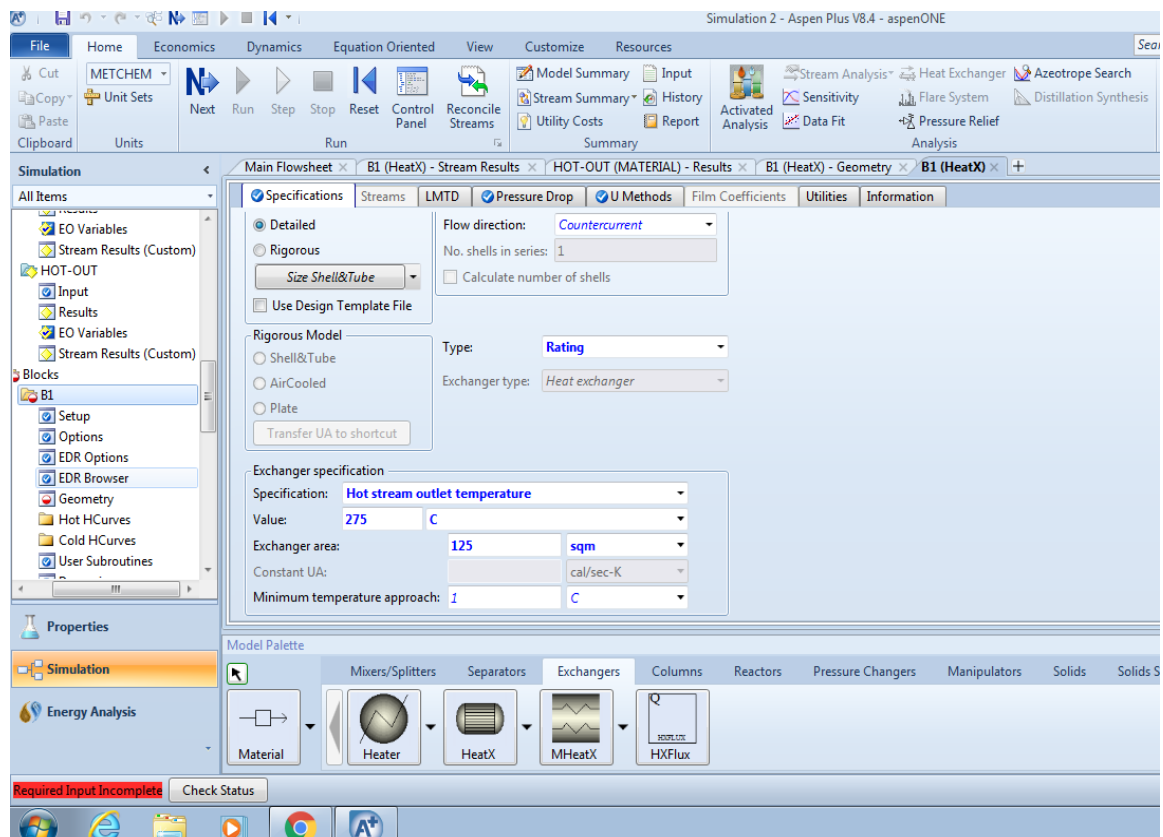 Simulation 2 - Aspen Plus V8.4 - aspenONE
File Home Economics Dynamics Equation Oriented View Customize Resources Sear
Cut METCHEM Model Summary Input Stream Analysis Heat Exchanger Azeotrope Search
Copy Unit Sets Next Run Step Stop Reset Control Panel Reconcile Streams Stream Summary History Activated Analysis Sensitivity Flare System Distillation Synthesis
Paste Utility Costs Report Data Fit Pressure Relief
Clipboard Units Run Summary Analysis
Simulation < Main Flowsheet × B1 (HeatX) - Stream Results × HOT-OUT (MATERIAL) - Results × B1 (HeatX) - Geometry × B1 (HeatX) × +
All Items
Results
EO Variables
Stream Results (Custom)
HOT-OUT
Input
Results
EO Variables
Stream Results (Custom)
Blocks
B1
Setup
Options
EDR Options
EDR Browser
Geometry
Hot HCurves
Cold HCurves
User Subroutines
Properties
Simulation
Energy Analysis
Specifications Streams LMTD Pressure Drop U Methods Film Coefficients Utilities Information
Detailed
Rigorous
Size Shell&Tube
Use Design Template File
Flow direction: Countercurrent
No. shells in series: 1
Calculate number of shells
Rigorous Model
Shell&Tube
AirCooled
Plate
Transfer UA to shortcut
Type: Rating
Exchanger type: Heat exchanger
Exchanger specification
Specification: Hot stream outlet temperature
Value: 275 C
Exchanger area: 125 sqm
Constant UA: cal/sec-K
Minimum temperature approach: 1 C
Model Palette
Mixers/Splitters Separators Exchangers Columns Reactors Pressure Changers Manipulators Solids Solids S
Q
HXFLUX
Material Heater HeatX MHeatX HXFlux
Required Input Incomplete Check Status